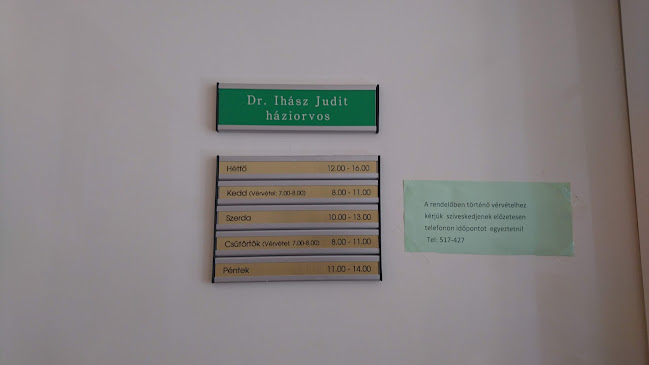 Dr. Ihász Judit
háziorvos
Hétfő 12.00 - 16.00
Kedd (Vérvétel: 7.00-8.00) 8.00 - 11.00
Szerda 10.00 - 13.00
Csütörtök (Vérvétel: 7.00-8.00) 8.00 - 11.00
Péntek 11.00 - 14.00
A rendelőben történő vérvételhez
kérjük szíveskedjenek előzetesen
telefonon időpontot egyeztetni!
Tel: 517-427